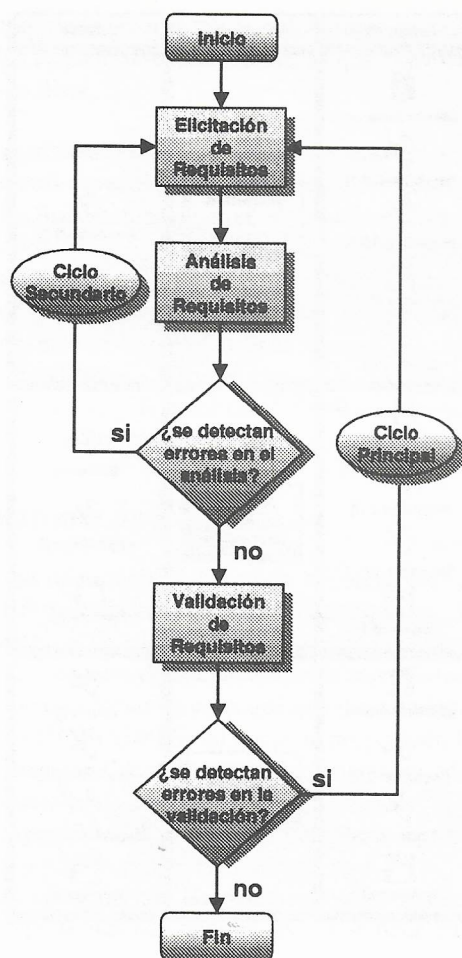 Inicio
Elicitación
de
Requisitos
Análisis
de
Requisitos
Ciclo
Secundario
¿se detectan
errores en el
análisis?
si
Ciclo
Principal
no
Validación
de
Requisitos
¿se detectan
errores en la
validación?
si
no
Fin